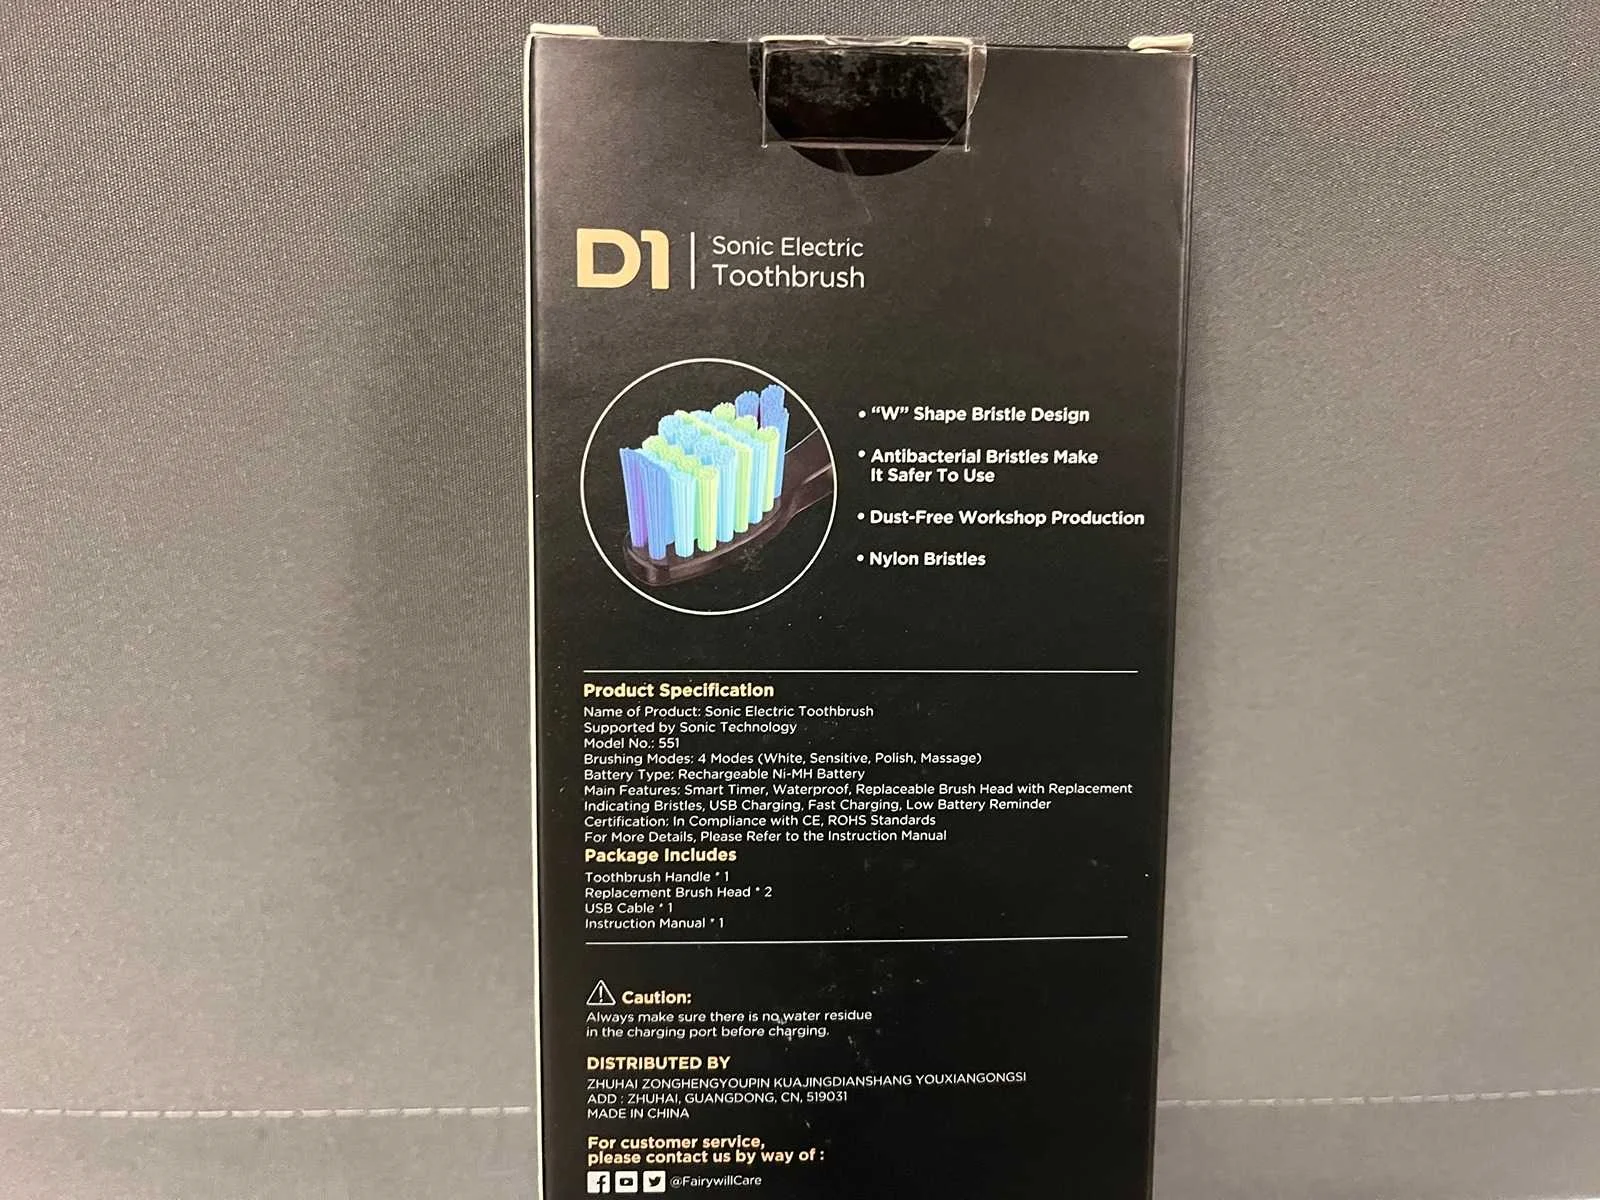 D1 | Sonic Electric
Toothbrush
• “W” Shape Bristle Design
• Antibacterial Bristles Make
It Safer To Use
• Dust-Free Workshop Production
• Nylon Bristles
Product Specification
Name of Product: Sonic Electric Toothbrush
Supported by Sonic Technology
Model No.: 551
Brushing Modes: 4 Modes (White, Sensitive, Polish, Massage)
Battery Type: Rechargeable Ni-MH Battery
Main Features: Smart Timer, Waterproof, Replaceable Brush Head with Replacement
Indicating Bristles, USB Charging, Fast Charging, Low Battery Reminder
Certification: In Compliance with CE, ROHS Standards
For More Details, Please Refer to the Instruction Manual
Package Includes
Toothbrush Handle * 1
Replacement Brush Head * 2
USB Cable * 1
Instruction Manual * 1
Caution:
Always make sure there is no water residue
in the charging port before charging.
DISTRIBUTED BY
ZHUHAI ZONGHENGYOUPIN KUAJINGDIANSHANG YOUXIANGONGSI
ADD : ZHUHAI, GUANGDONG, CN, 519031
MADE IN CHINA
For customer service,
please contact us by way of :
@FairywillCare